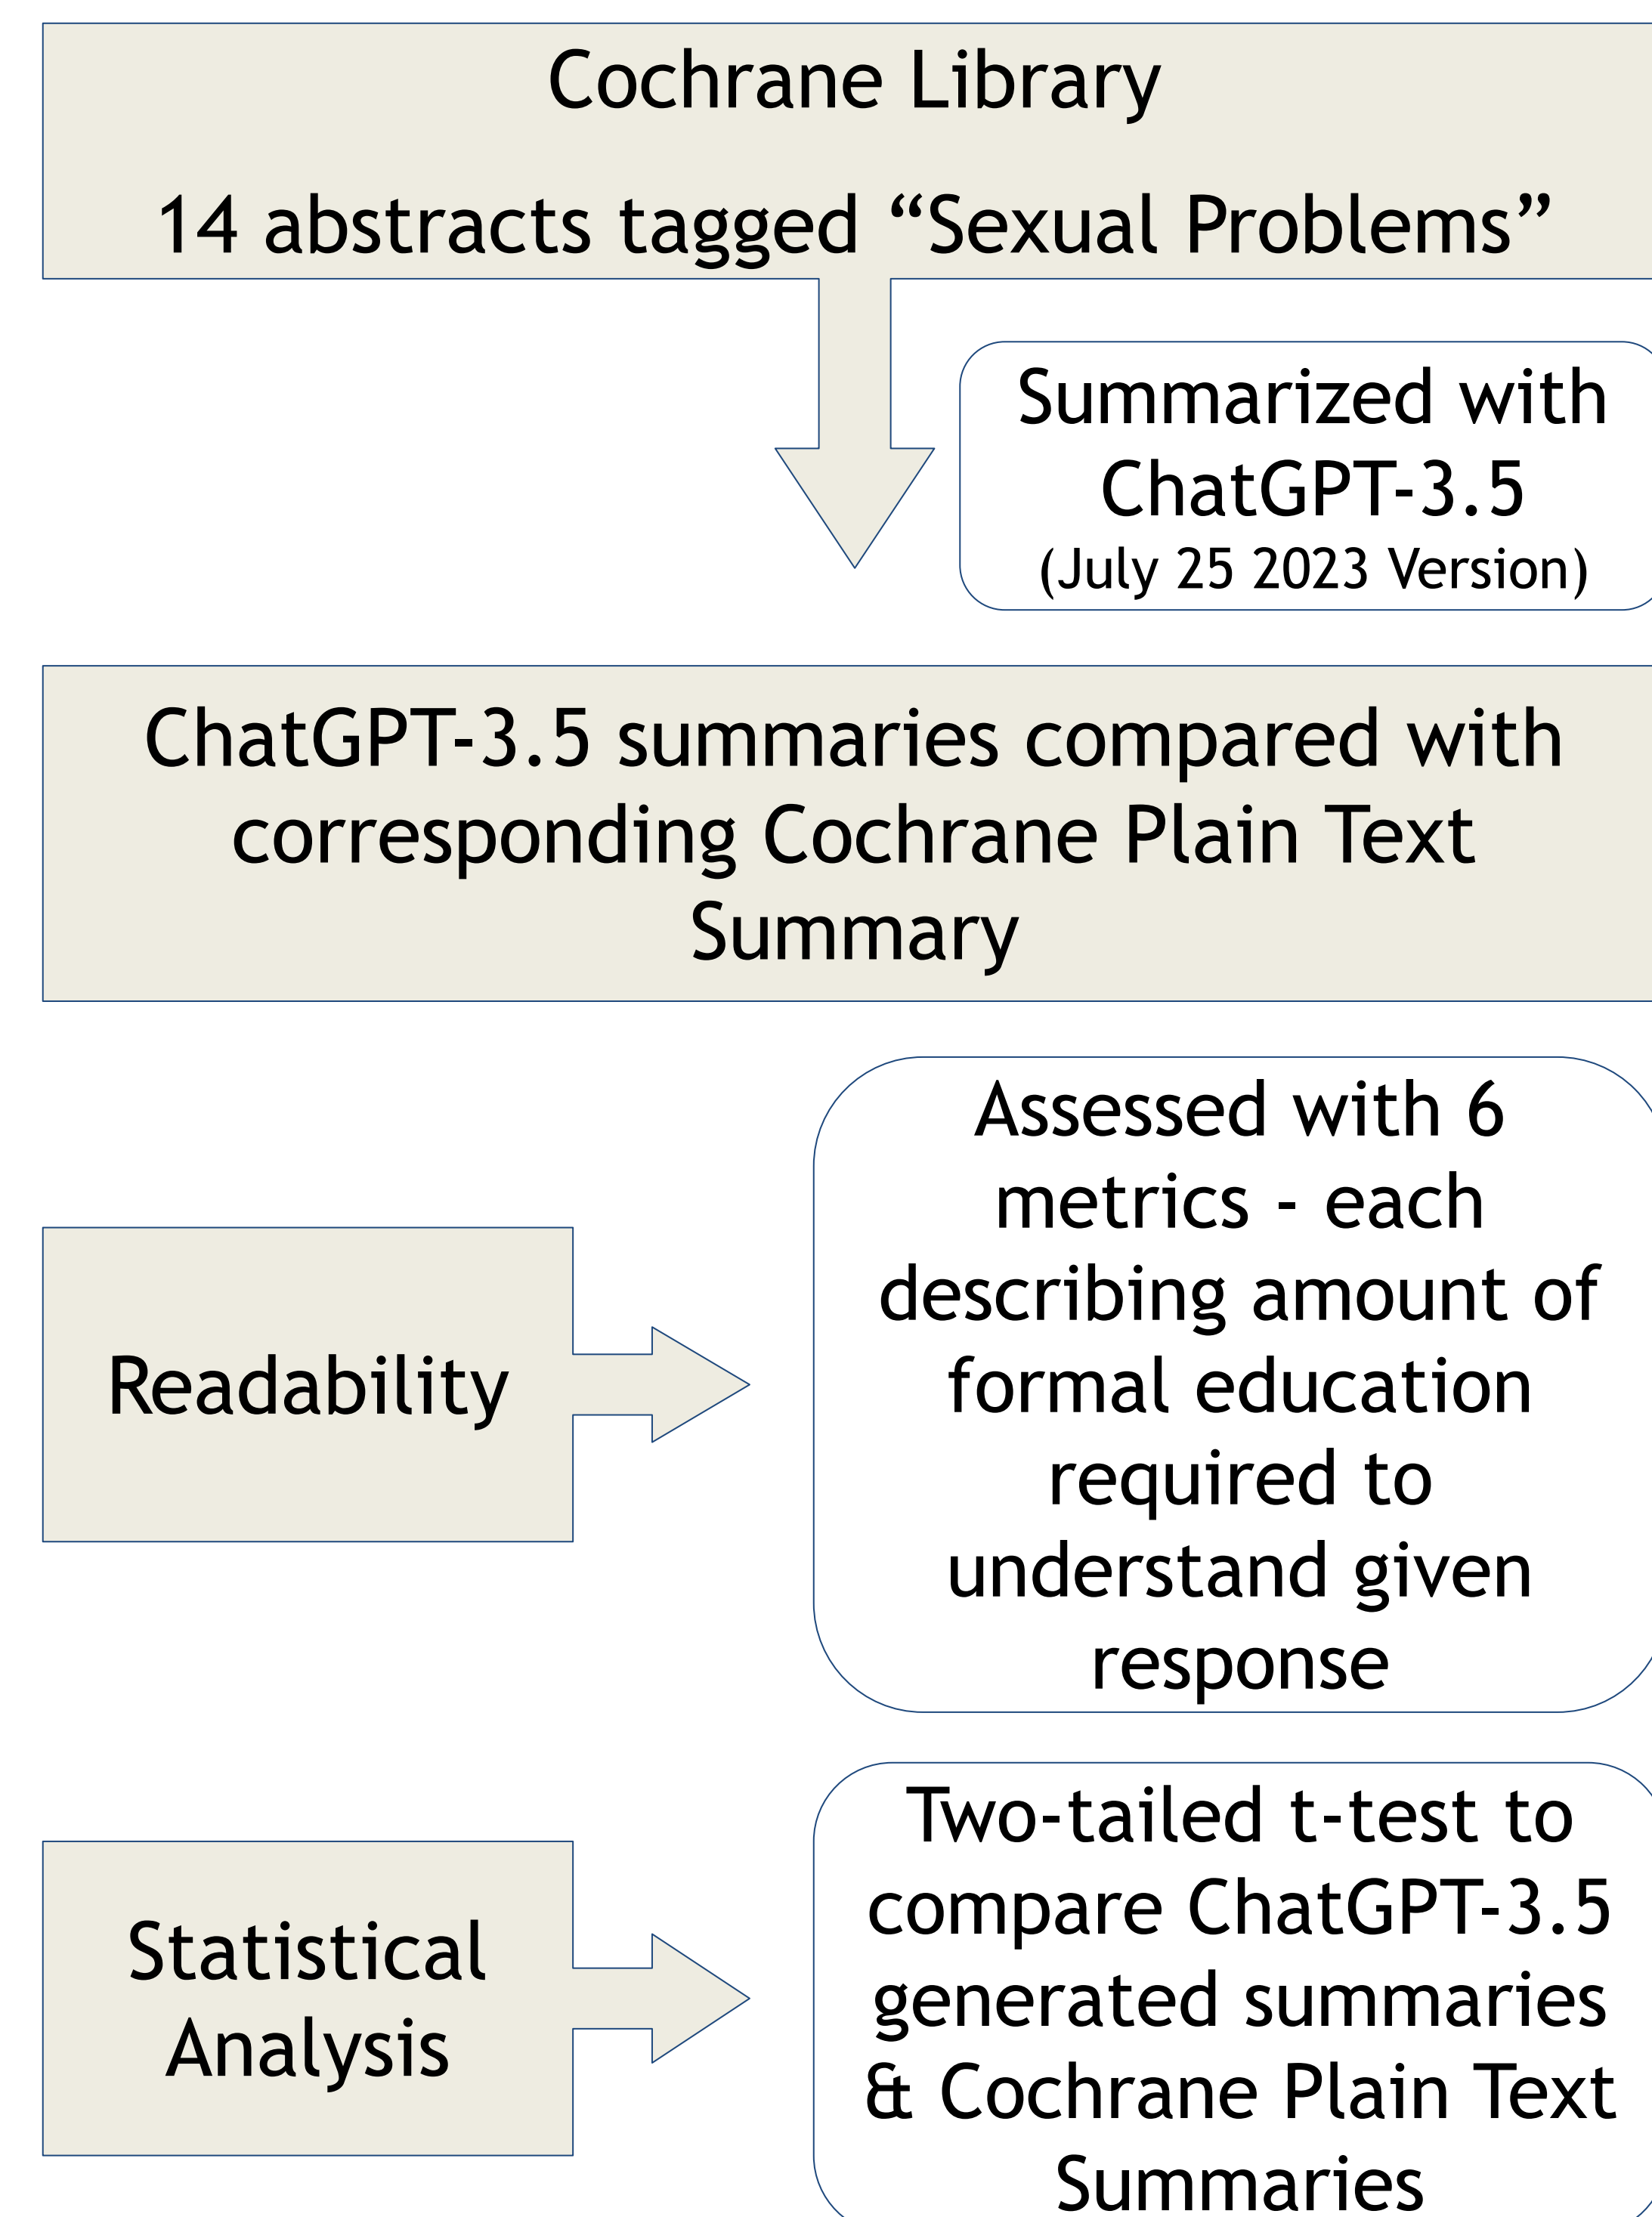 Cochrane Library
14 abstracts tagged “Sexual Problems”
Summarized with
ChatGPT-3.5
(July 25 2023 Version)
ChatGPT-3.5 summaries compared with
corresponding Cochrane Plain Text
Summary
Readability
Assessed with 6
metrics - each
describing amount of
formal education
required to
understand given
response
Statistical
Analysis
Two-tailed t-test to
compare ChatGPT-3.5
generated summaries
& Cochrane Plain Text
Summaries